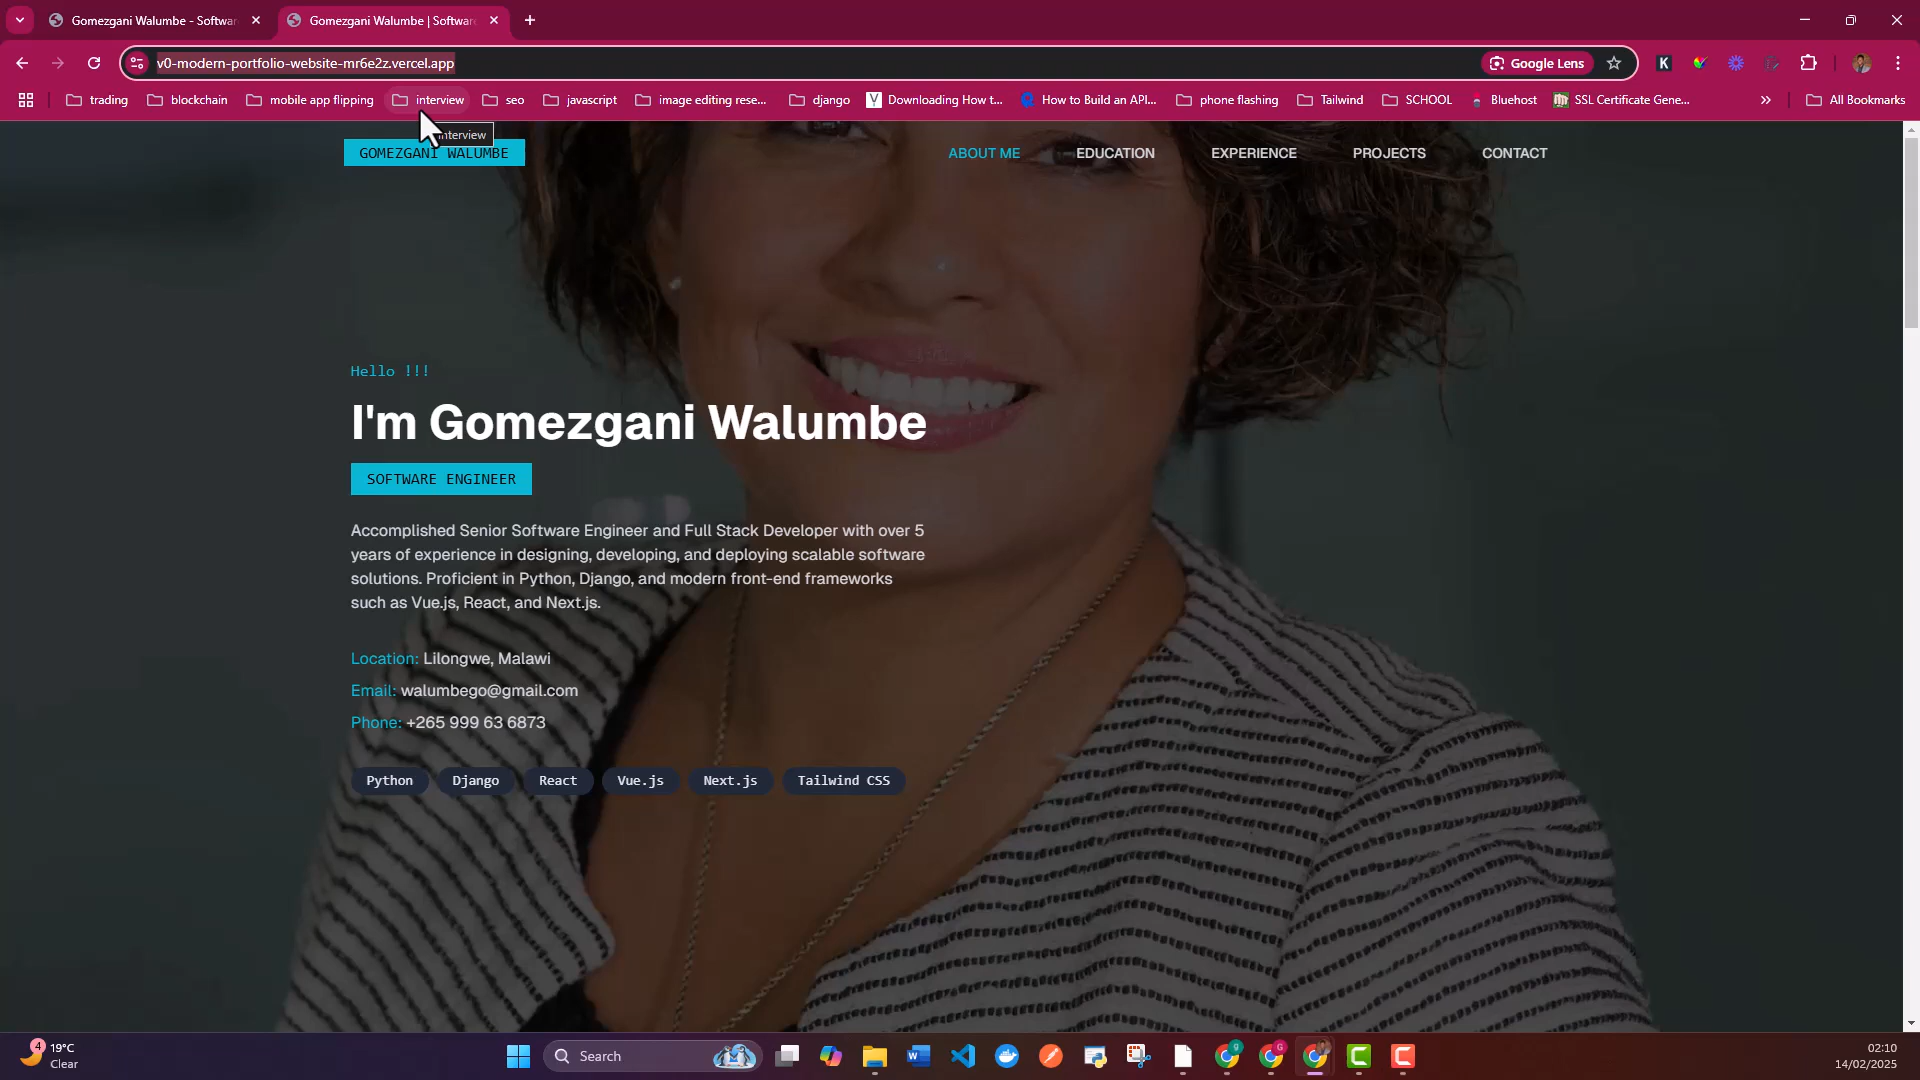 Gomezgani Walumbe - Softwa
Gomezgani Walumbe | Softwar
v0-modern-portfolio-website-mr6e2z.vercel.app
Google Lens
K
trading
blockchain
mobile app flipping
interview
seo
javascript
image editing rese...
django
V
Downloading How t...
How to Build an API...
phone flashing
Tailwind
SCHOOL
Bluehost
SSL Certificate Gene...
All Bookmarks
interview
GOMEZGANI WALUMBE
ABOUT ME
EDUCATION
EXPERIENCE
PROJECTS
CONTACT
Hello !!!
I'm Gomezgani Walumbe
SOFTWARE ENGINEER
Accomplished Senior Software Engineer and Full Stack Developer with over 5
years of experience in designing, developing, and deploying scalable software
solutions. Proficient in Python, Django, and modern front-end frameworks
such as Vue.js, React, and Next.js.
Location: Lilongwe, Malawi
Email: walumbego@gmail.com
Phone: +265 999 63 6873
Python
Django
React
Vue.js
Next.js
Tailwind CSS
4
19°C
Clear
Search
W
g
G
C
C
02:10
14/02/2025